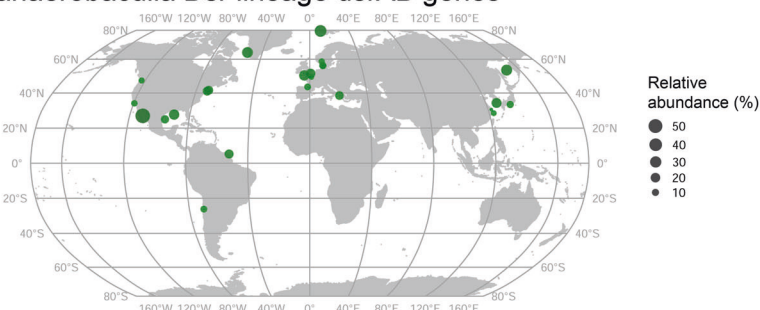 160°W 120°W 80°W 40°W 0° 40°E 80°E 120°E 160°E
80°N 80°N
60°N 60°N
40°N 40°N
20°N 20°N
0° 0°
20°S 20°S
40°S 40°S
60°S 60°S
80°S 80°S
160°W 120°W 80°W 40°W 0° 40°E 80°E 120°E 160°E
Relative
abundance (%)
50
40
30
20
10